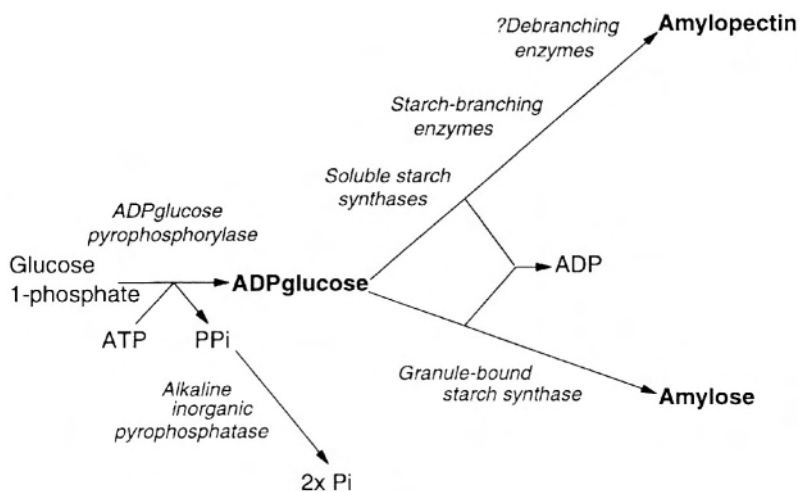 ?Debranching
enzymes
Amylopectin
Starch-branching
enzymes
Soluble starch
synthases
ADPglucose
pyrophosphorylase
Glucose
1-phosphate
ADPglucose
ADP
ATP
PPi
Granule-bound
starch synthase
Amylose
Alkaline
inorganic
pyrophosphatase
2x Pi